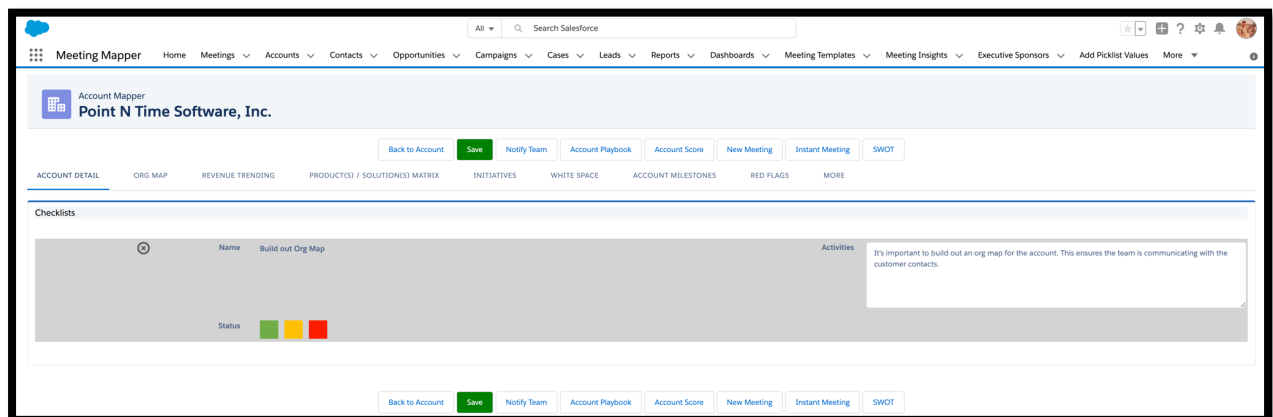 All
Search Salesforce
Meeting Mapper Home Meetings Accounts Contacts Opportunities Campaigns Cases Leads Reports Dashboards Meeting Templates Meeting Insights Executive Sponsors Add Picklist Values More
Account Mapper
Point N Time Software, Inc.
Back to Account Save Notify Team Account Playbook Account Score New Meeting Instant Meeting SWOT
ACCOUNT DETAIL ORG MAP REVENUE TRENDING PRODUCT(S) / SOLUTION(S) MATRIX INITIATIVES WHITE SPACE ACCOUNT MILESTONES RED FLAGS MORE
Checklists
Name Build out Org Map
Activities
It's important to build out an org map for the account. This ensures the team is communicating with the
customer contacts.
Status
Back to Account Save Notify Team Account Playbook Account Score New Meeting Instant Meeting SWOT